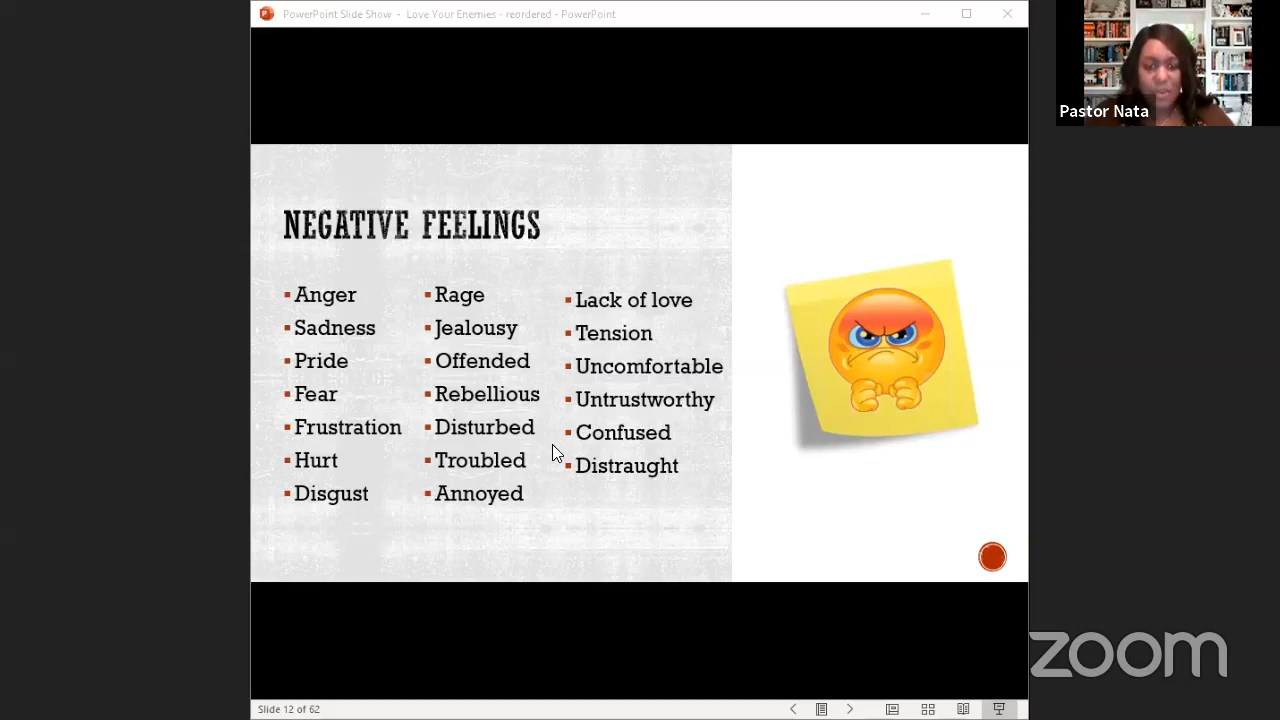 PowerPoint Slide Show - Love Your Enemies - reordered - PowerPoint
Pastor Nata
NEGATIVE FEELINGS
Anger
Sadness
Pride
Fear
Frustration
Hurt
Disgust
Rage
Jealousy
Offended
Rebellious
Disturbed
Troubled
Annoyed
Lack of love
Tension
Uncomfortable
Untrustworthy
Confused
Distraught
Slide 12 of 62
zoom